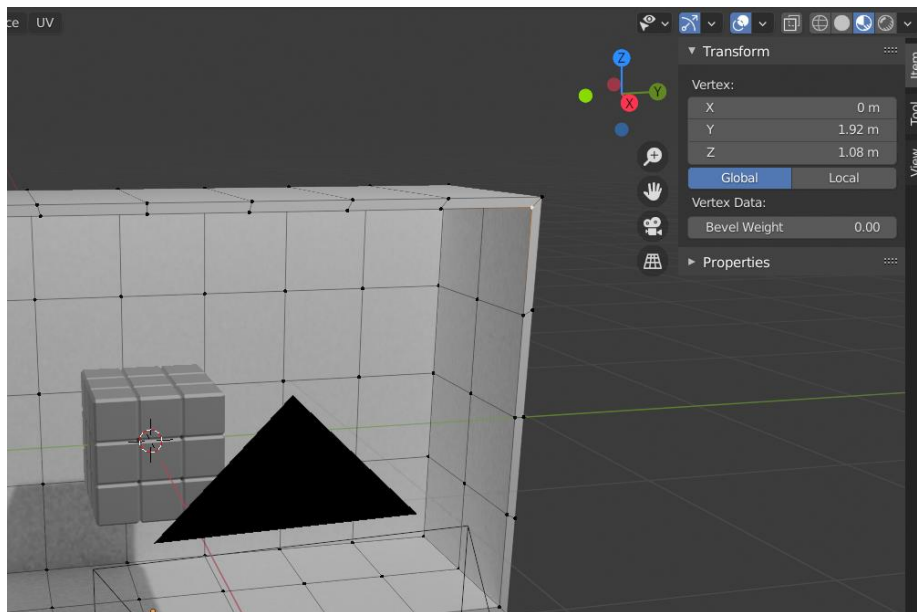 ce UV
Transform
Item
Vertex:
X 0 m
Y 1.92 m
Tool
Z 1.08 m
View
Global Local
Vertex Data:
Bevel Weight 0.00
Properties
Z
Y
X